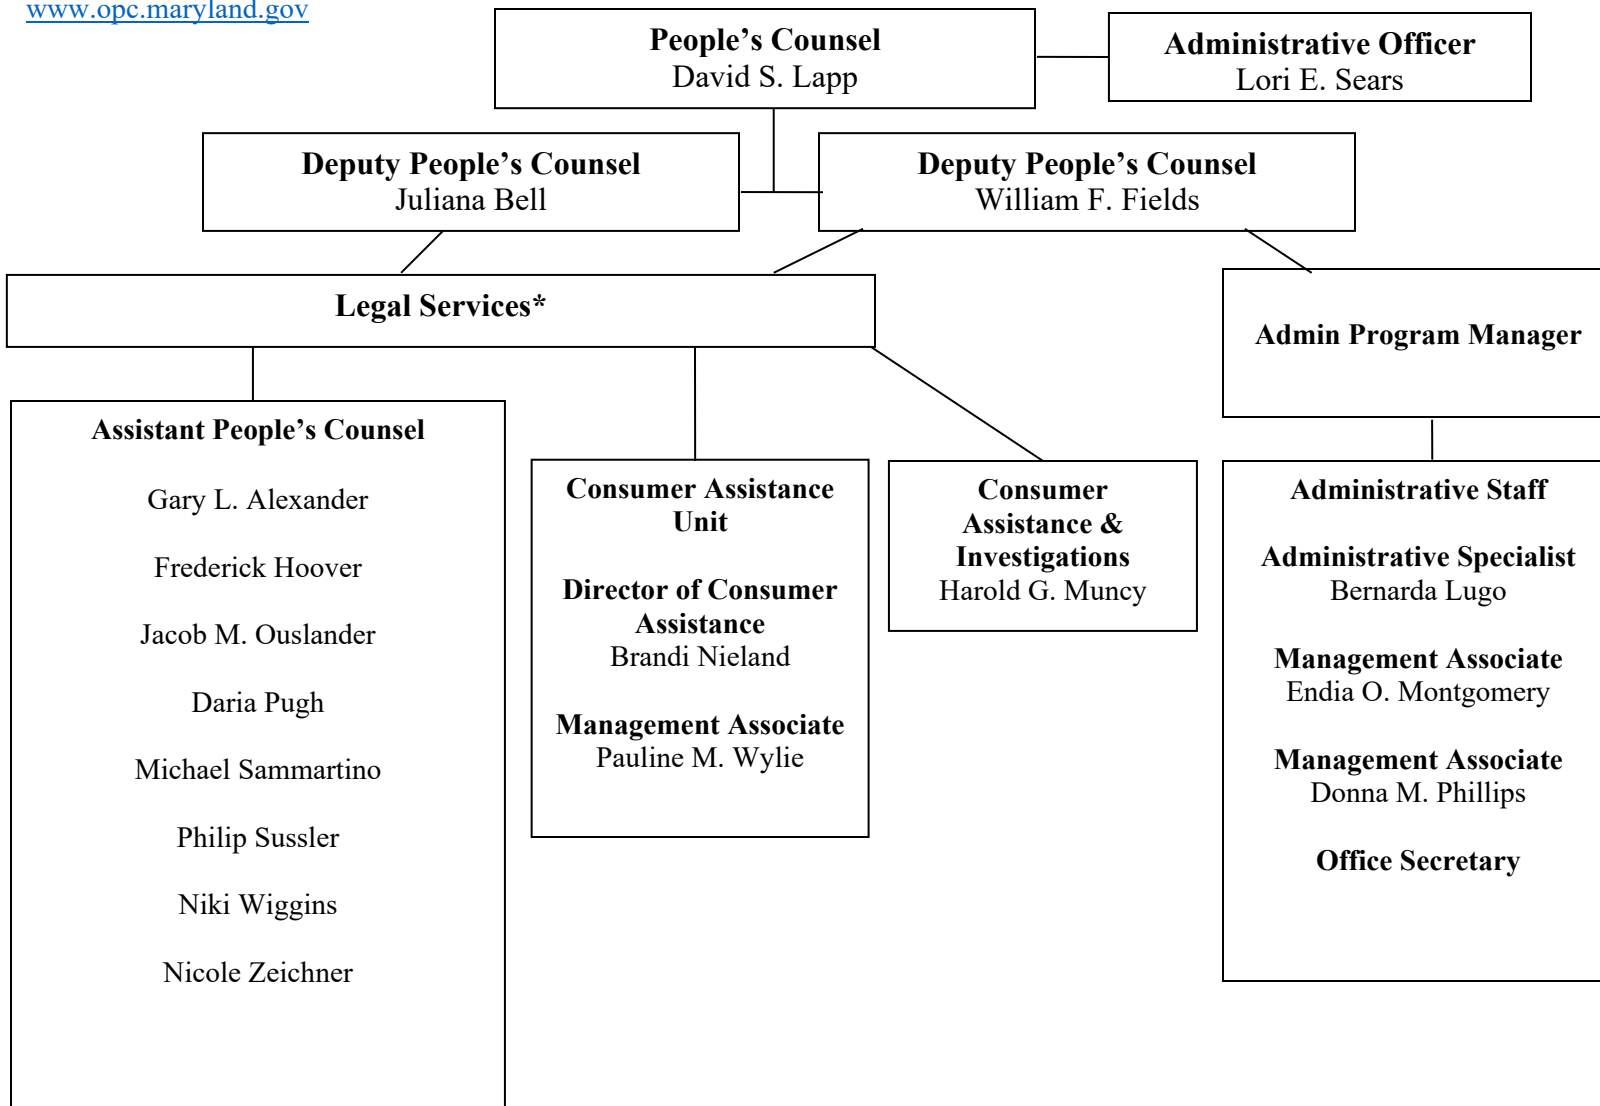 www.opc.maryland.gov
People’s Counsel
David S. Lapp
Administrative Officer
Lori E. Sears
Deputy People’s Counsel
Juliana Bell
Deputy People’s Counsel
William F. Fields
Legal Services*
Admin Program Manager
Assistant People’s Counsel
Gary L. Alexander
Frederick Hoover
Jacob M. Ouslander
Daria Pugh
Michael Sammartino
Philip Sussler
Niki Wiggins
Nicole Zeichner
Consumer Assistance
Unit
Director of Consumer
Assistance
Brandi Nieland
Management Associate
Pauline M. Wylie
Consumer
Assistance &
Investigations
Harold G. Muncy
Administrative Staff
Administrative Specialist
Bernarda Lugo
Management Associate
Endia O. Montgomery
Management Associate
Donna M. Phillips
Office Secretary